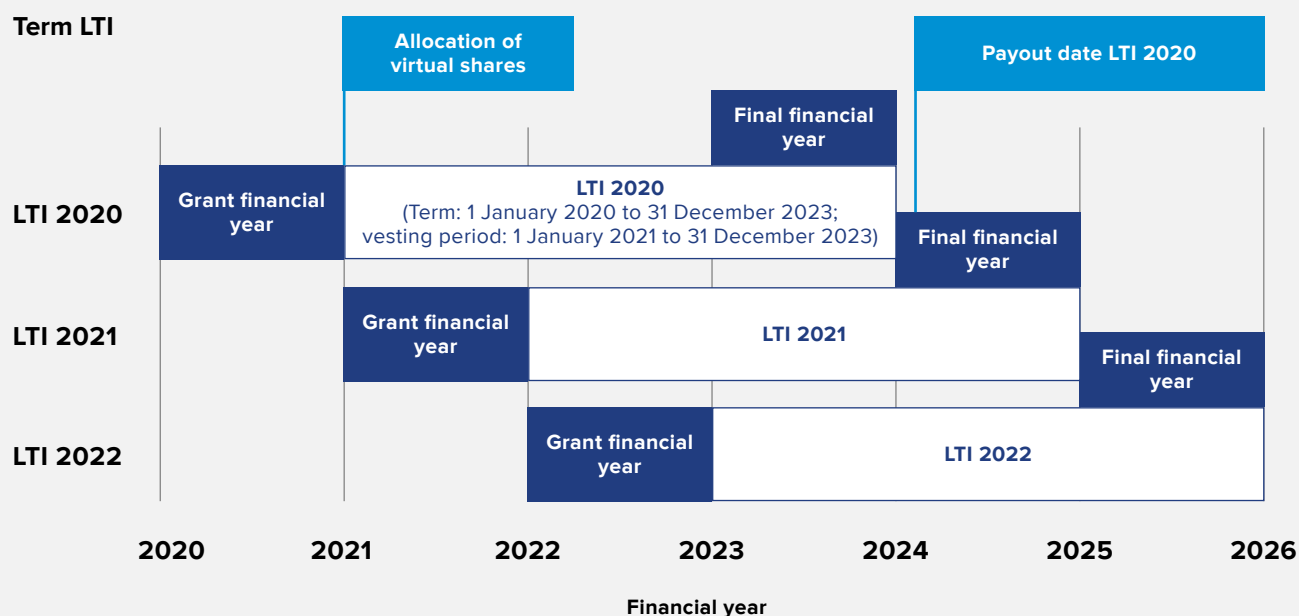 Term LTI
Allocation of
virtual shares
Payout date LTI 2020
Final financial
year
LTI 2020
Grant financial
year
LTI 2020
(Term: 1 January 2020 to 31 December 2023;
vesting period: 1 January 2021 to 31 December 2023)
Final financial
year
LTI 2021
Grant financial
year
LTI 2021
Final financial
year
LTI 2022
Grant financial
year
LTI 2022
2020 2021 2022 2023 2024 2025 2026
Financial year